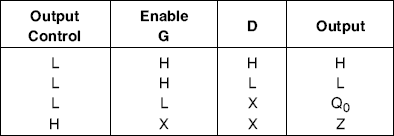 Output Control Enable G D Output
L H H H
L H L L
L L X Q0
H X X Z